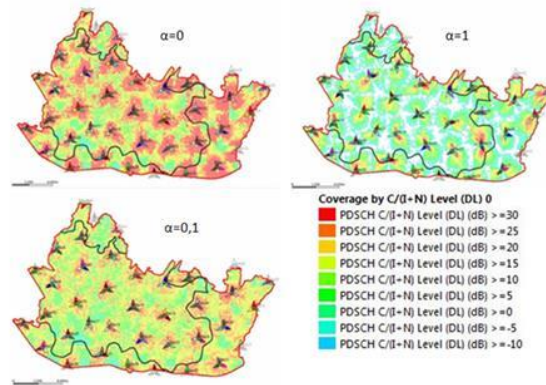 α=0
α=1
α=0,1
Coverage by C/(I+N) Level (DL) 0
PDSCH C/(I+N) Level (DL) (dB) >=30
PDSCH C/(I+N) Level (DL) (dB) >=25
PDSCH C/(I+N) Level (DL) (dB) >=20
PDSCH C/(I+N) Level (DL) (dB) >=15
PDSCH C/(I+N) Level (DL) (dB) >=10
PDSCH C/(I+N) Level (DL) (dB) >=5
PDSCH C/(I+N) Level (DL) (dB) >=0
PDSCH C/(I+N) Level (DL) (dB) >=-5
PDSCH C/(I+N) Level (DL) (dB) >=-10